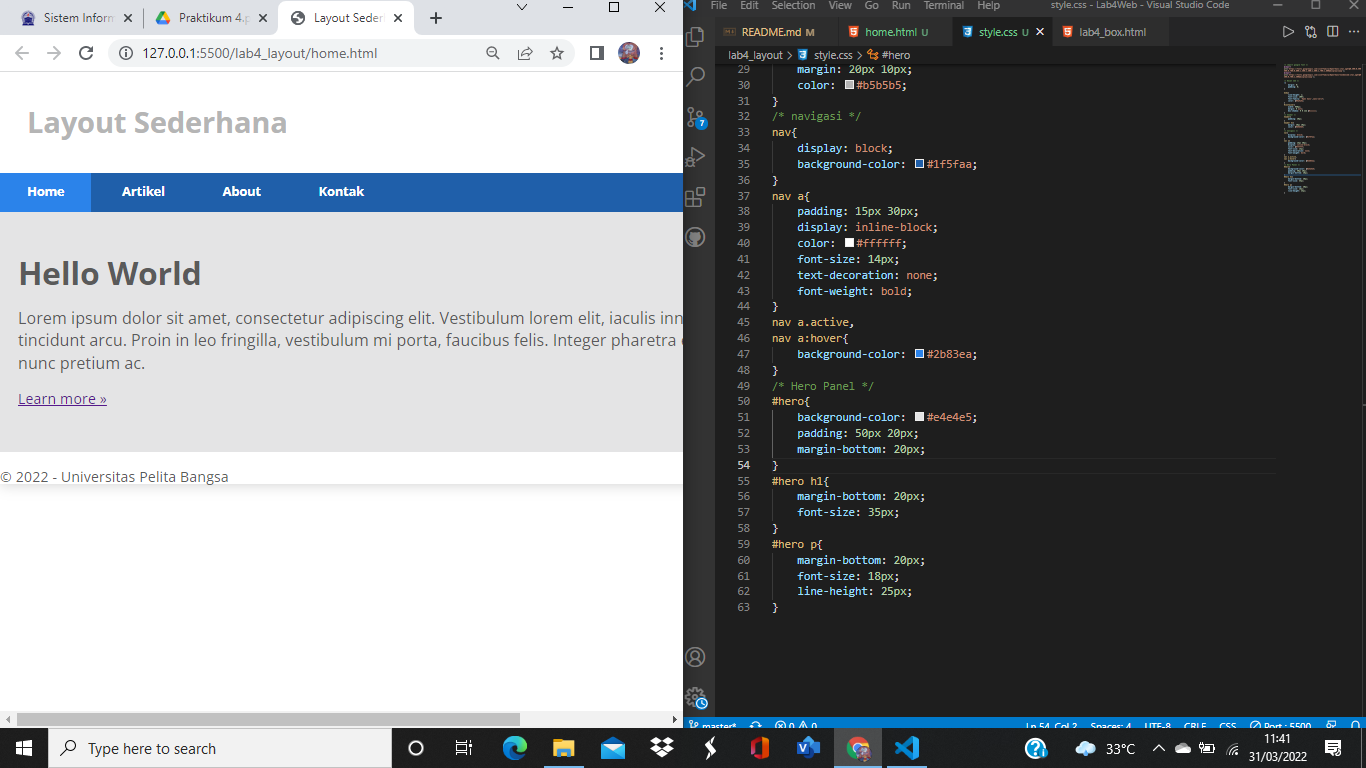 Sistem Inform
Praktikum 4.p
Layout Seder
127.0.0.1:5500/lab4_layout/home.html
Layout Sederhana
Home Artikel About Kontak
Hello World
Lorem ipsum dolor sit amet, consectetur adipiscing elit. Vestibulum lorem elit, iaculis inn
tincidunt arcu. Proin in leo fringilla, vestibulum mi porta, faucibus felis. Integer pharetra
nunc pretium ac.
Learn more »
© 2022 - Universitas Pelita Bangsa
File Edit Selection View Go Run Terminal Help style.css - Lab4Web - Visual Studio Code
README.md M home.html U style.css U lab4_box.html
lab4_layout > style.css > #hero
7
29 margin: 20px 10px;
30 color: #b5b5b5;
31 }
32 /* navigasi */
33 nav{
34 display: block;
35 background-color: #1f5faa;
36 }
37 nav a{
38 padding: 15px 30px;
39 display: inline-block;
40 color: #ffffff;
41 font-size: 14px;
42 text-decoration: none;
43 font-weight: bold;
44 }
45 nav a.active,
46 nav a:hover{
47 background-color: #2b83ea;
48 }
49 /* Hero Panel */
50 #hero{
51 background-color: #e4e4e5;
52 padding: 50px 20px;
53 margin-bottom: 20px;
54 }
55 #hero h1{
56 margin-bottom: 20px;
57 font-size: 35px;
58 }
59 #hero p{
60 margin-bottom: 20px;
61 font-size: 18px;
62 line-height: 25px;
63 }
master* 0 0 Ln 54, Col 2 Spaces: 4 UTF-8 CRLF CSS Port : 5500
Type here to search
33°C
11:41
31/03/2022